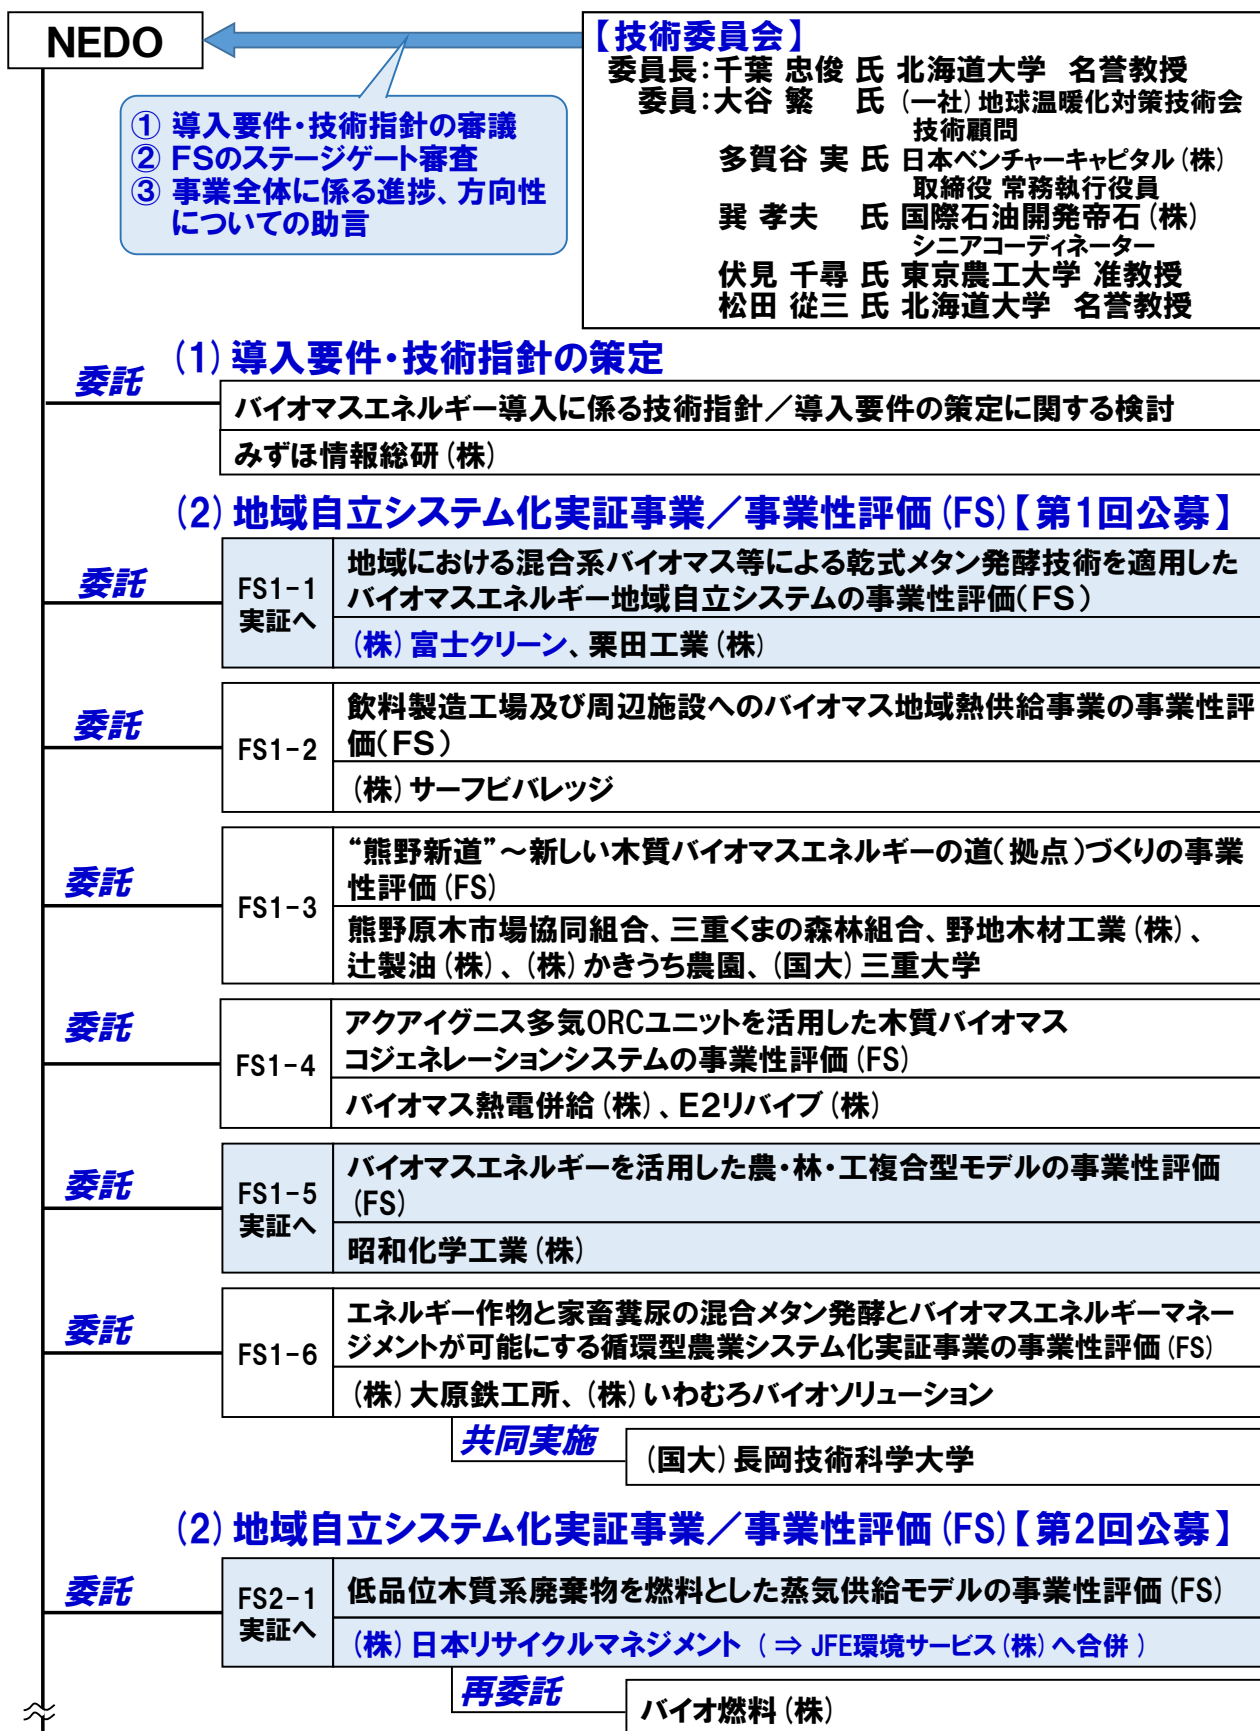 NEDO
【技術委員会】
委員長：千葉 忠俊 氏 北海道大学 名誉教授
委員：大谷 繁 氏 (一社)地球温暖化対策技術会
技術顧問
多賀谷 実 氏 日本ベンチャーキャピタル(株)
取締役 常務執行役員
巽 孝夫 氏 国際石油開発帝石(株)
シニアコーディネーター
伏見 千尋 氏 東京農工大学 准教授
松田 從三 氏 北海道大学 名誉教授
① 導入要件・技術指針の審議
② FSのステージゲート審査
③ 事業全体に係る進捗、方向性
についての助言
(1)導入要件・技術指針の策定
委託
バイオマスエネルギー導入に係る技術指針／導入要件の策定に関する検討
みずほ情報総研(株)
(2)地域自立システム化実証事業／事業性評価(FS)【第1回公募】
委託
FS1-1
実証へ
地域における混合系バイオマス等による乾式メタン発酵技術を適用した
バイオマスエネルギー地域自立システムの事業性評価(FS)
(株)富士クリーン、栗田工業(株)
委託
FS1-2
飲料製造工場及び周辺施設へのバイオマス地域熱供給事業の事業性評
価(FS)
(株)サーフビバレッジ
委託
FS1-3
“熊野新道”～新しい木質バイオマスエネルギーの道(拠点)づくりの事業
性評価(FS)
熊野原木市場協同組合、三重くまの森林組合、野地木材工業(株)、
辻製油(株)、(株)かきうち農園、(国大)三重大学
委託
FS1-4
アクアイグニス多気ORCユニットを活用した木質バイオマス
コジェネレーションシステムの事業性評価(FS)
バイオマス熱電併給(株)、E2リバイブ(株)
委託
FS1-5
実証へ
バイオマスエネルギーを活用した農・林・工複合型モデルの事業性評価
(FS)
昭和化学工業(株)
委託
FS1-6
エネルギー作物と家畜糞尿の混合メタン発酵とバイオマスエネルギーマネー
ジメントが可能にする循環型農業システム化実証事業の事業性評価(FS)
(株)大原鉄工所、(株)いわむろバイオソリューション
共同実施
(国大)長岡技術科学大学
(2)地域自立システム化実証事業／事業性評価(FS)【第2回公募】
委託
FS2-1
実証へ
低品位木質系廃棄物を燃料とした蒸気供給モデルの事業性評価(FS)
(株)日本リサイクルマネジメント (⇒ JFE環境サービス(株)へ合併)
再委託
バイオ燃料(株)